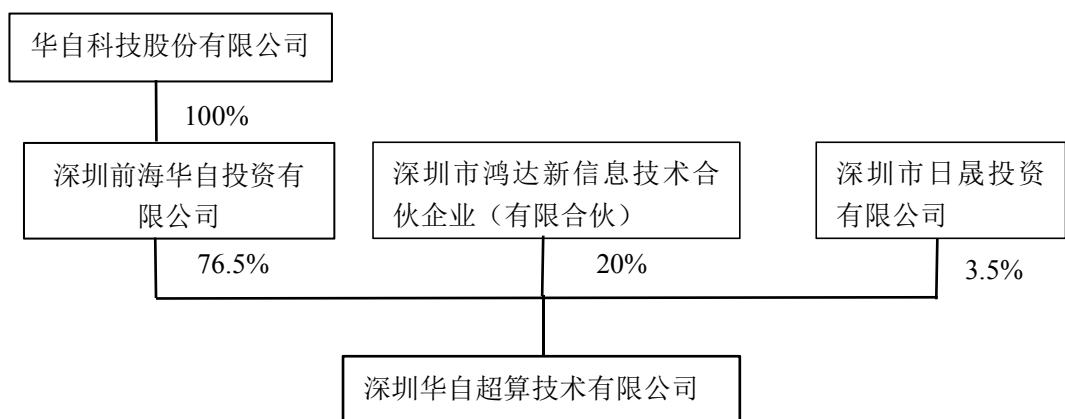 华自科技股份有限公司
100%
深圳前海华自投资有
限公司
深圳市鸿达新信息技术合
伙企业（有限合伙）
深圳市日晟投资
有限公司
76.5%
20%
3.5%
深圳华自超算技术有限公司